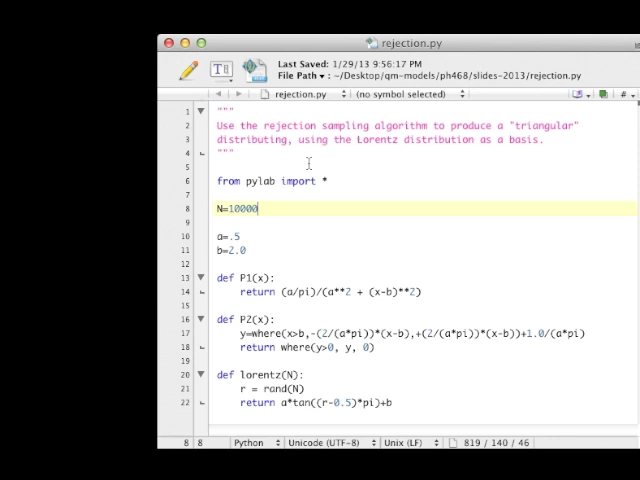 rejection.py
Last Saved: 1/29/13 9:56:17 PM
File Path ▾ : ~/Desktop/qm-models/ph468/slides-2013/rejection.py
rejection.py (no symbol selected) #
1 """
2 Use the rejection sampling algorithm to produce a "triangular"
3 distributing, using the Lorentz distribution as a basis.
4 """
5
6 from pylab import *
7
8 N=10000
9
10 a=.5
11 b=2.0
12
13 def P1(x):
14 return (a/pi)/(a**2 + (x-b)**2)
15
16 def P2(x):
17 y=where(x>b,-(2/(a*pi))*(x-b),+(2/(a*pi))*(x-b))+1.0/(a*pi)
18 return where(y>0, y, 0)
19
20 def lorentz(N):
21 r = rand(N)
22 return a*tan((r-0.5)*pi)+b
8 8 Python Unicode (UTF-8) Unix (LF) 819 / 140 / 46